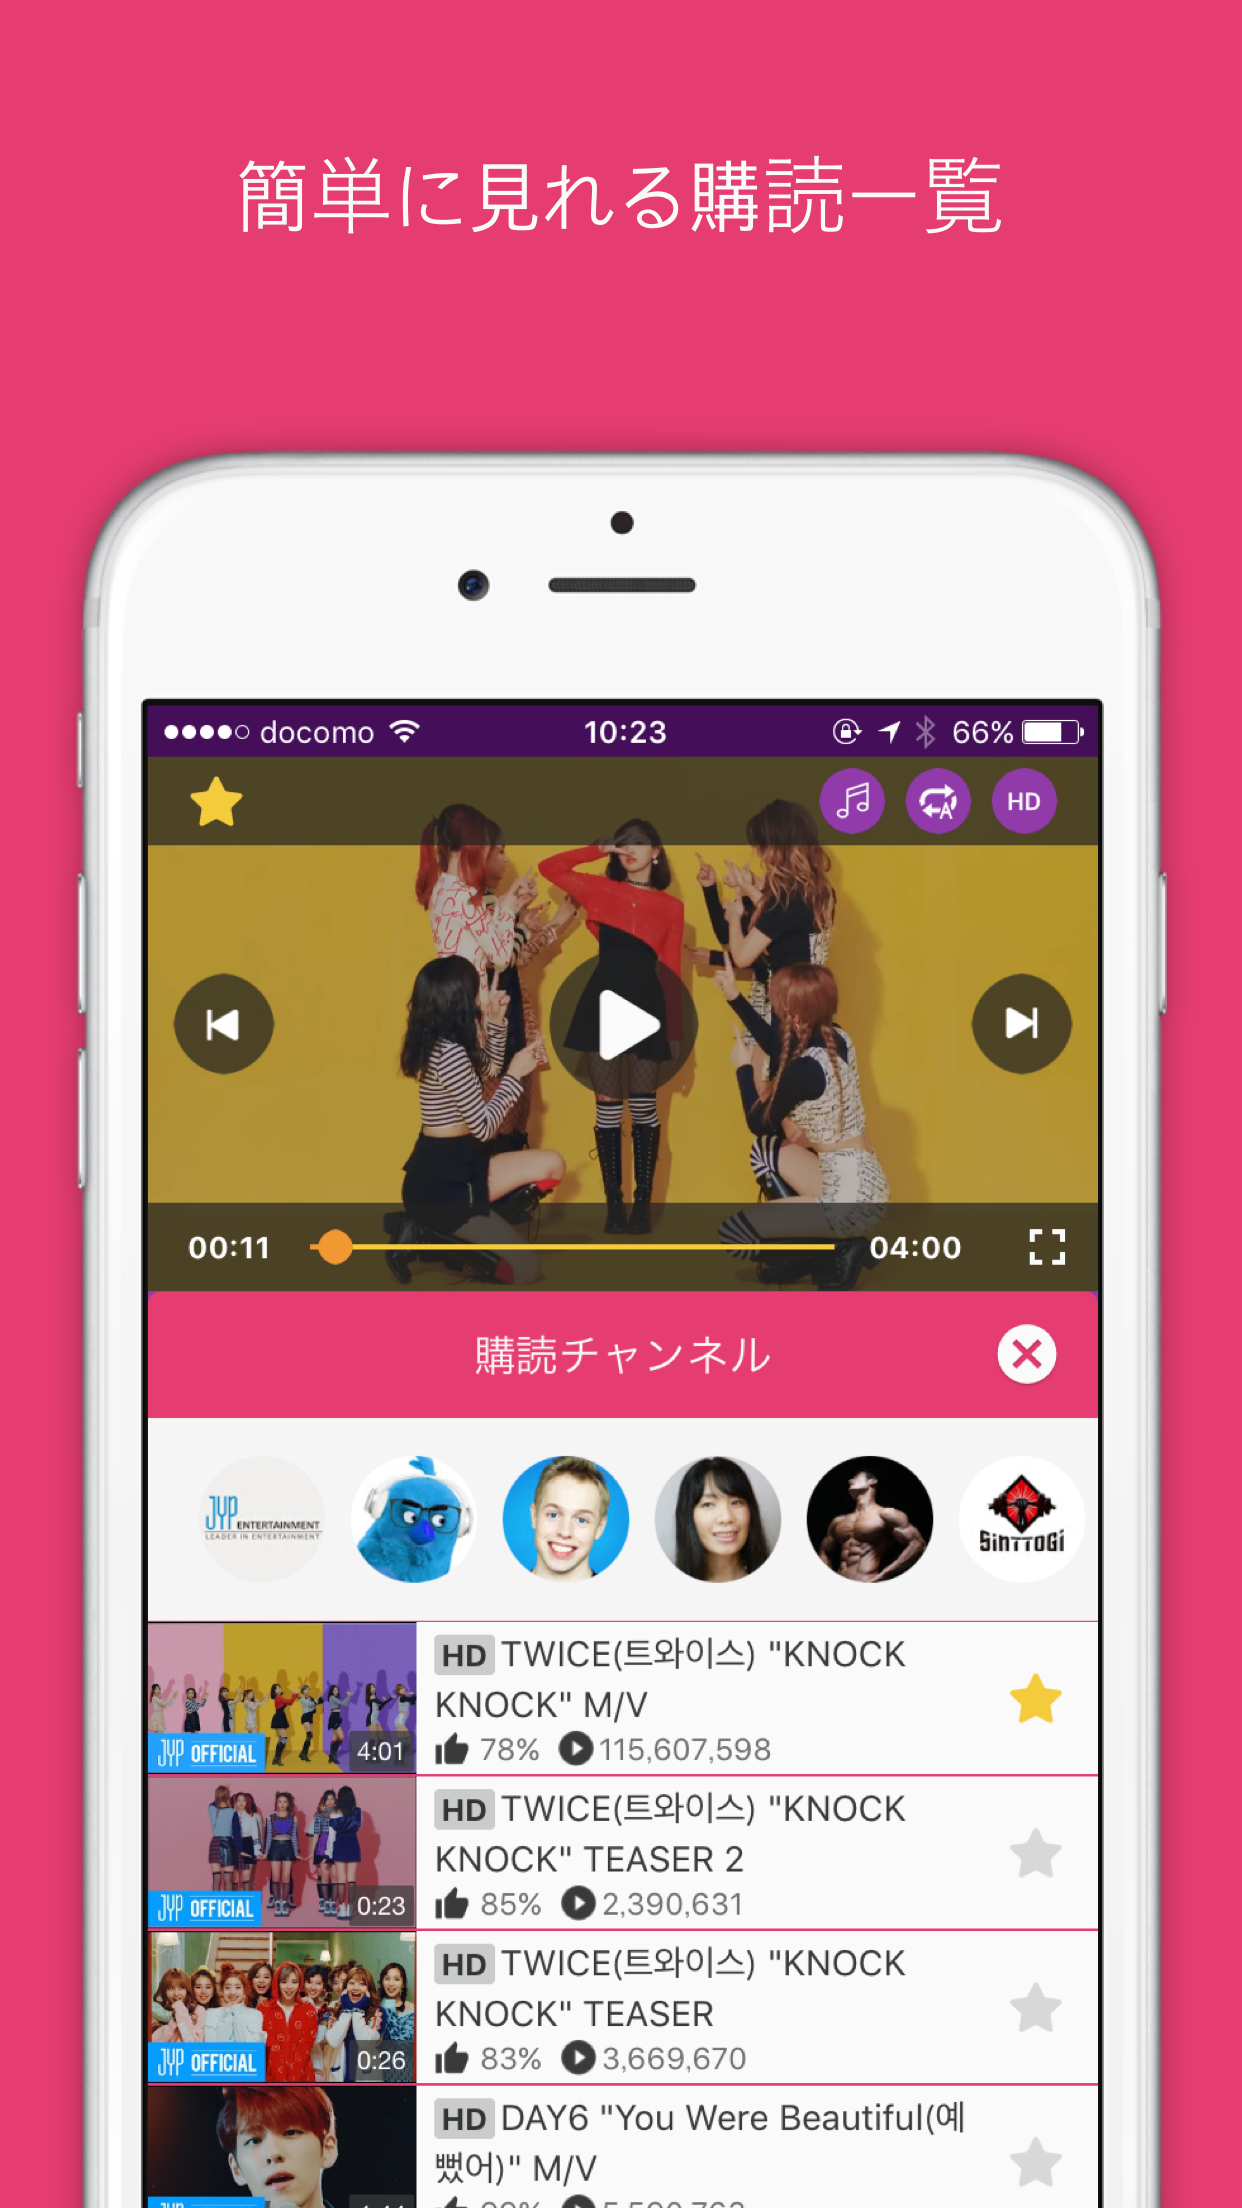 簡単に見れる購読一覧
docomo 10:23 66%
A HD
00:11 04:00
購読チャンネル
JYP ENTERTAINMENT
LEADER IN ENTERTAINMENT
SinTToGi
HD TWICE(트와이스) "KNOCK
KNOCK" M/V
JYP OFFICIAL 4:01
78% 115,607,598
HD TWICE(트와이스) "KNOCK
KNOCK" TEASER 2
JYP OFFICIAL 0:23
85% 2,390,631
HD TWICE(트와이스) "KNOCK
KNOCK" TEASER
JYP OFFICIAL 0:26
83% 3,669,670
HD DAY6 "You Were Beautiful(예
뻤어)" M/V